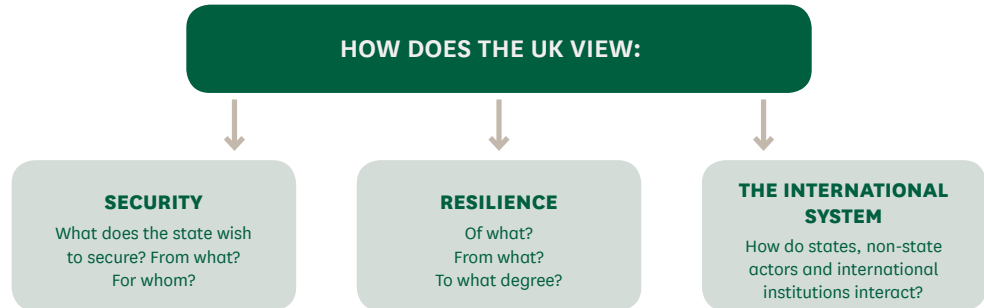 HOW DOES THE UK VIEW:
SECURITY
What does the state wish
to secure? From what?
For whom?
RESILIENCE
Of what?
From what?
To what degree?
THE INTERNATIONAL
SYSTEM
How do states, non-state
actors and international
institutions interact?